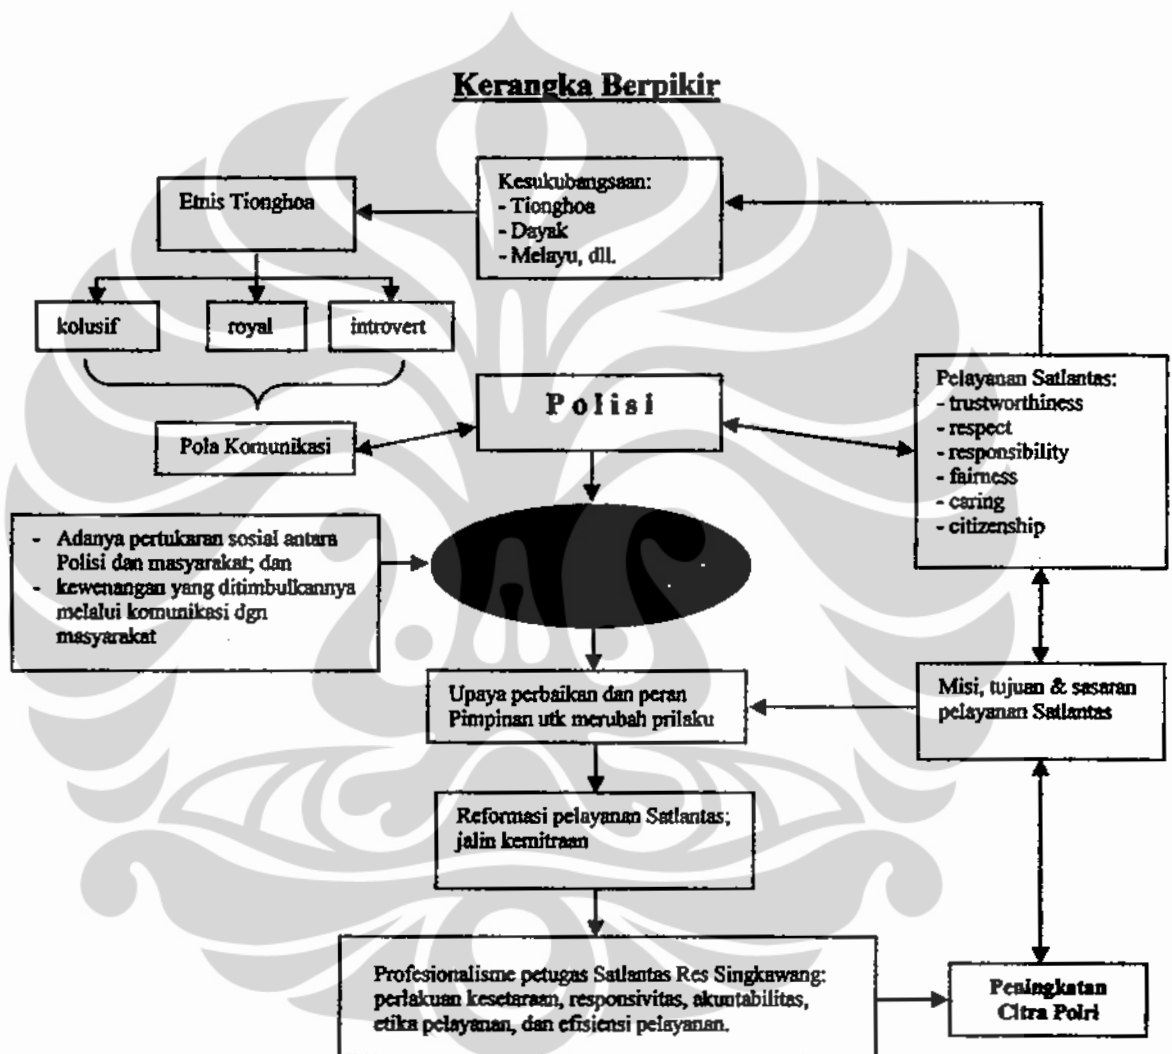 Kerangka Berpikir
Etnis Tionghoa
Kesukubangsaan:
- Tionghoa
- Dayak
- Melayu, dll.
kolusif
royal
introvert
Pola Komunikasi
Polisi
Pelayanan Satlantas:
- trustworthiness
- respect
- responsibility
- fairness
- caring
- citizenship
- Adanya pertukaran sosial antara
Polisi dan masyarakat; dan
- kewenangan yang ditimbulkannya
melalui komunikasi dgn
masyarakat
Upaya perbaikan dan peran
Pimpinan utk merubah prilaku
Misi, tujuan & sasaran
pelayanan Satlantas
Reformasi pelayanan Satlantas;
jalin kemitraan
Profesionalisme petugas Satlantas Res Singkawang:
perlakuan kesetaraan, responsivitas, akuntabilitas,
etika pelayanan, dan efisiensi pelayanan.
Peningkatan
Citra Polri